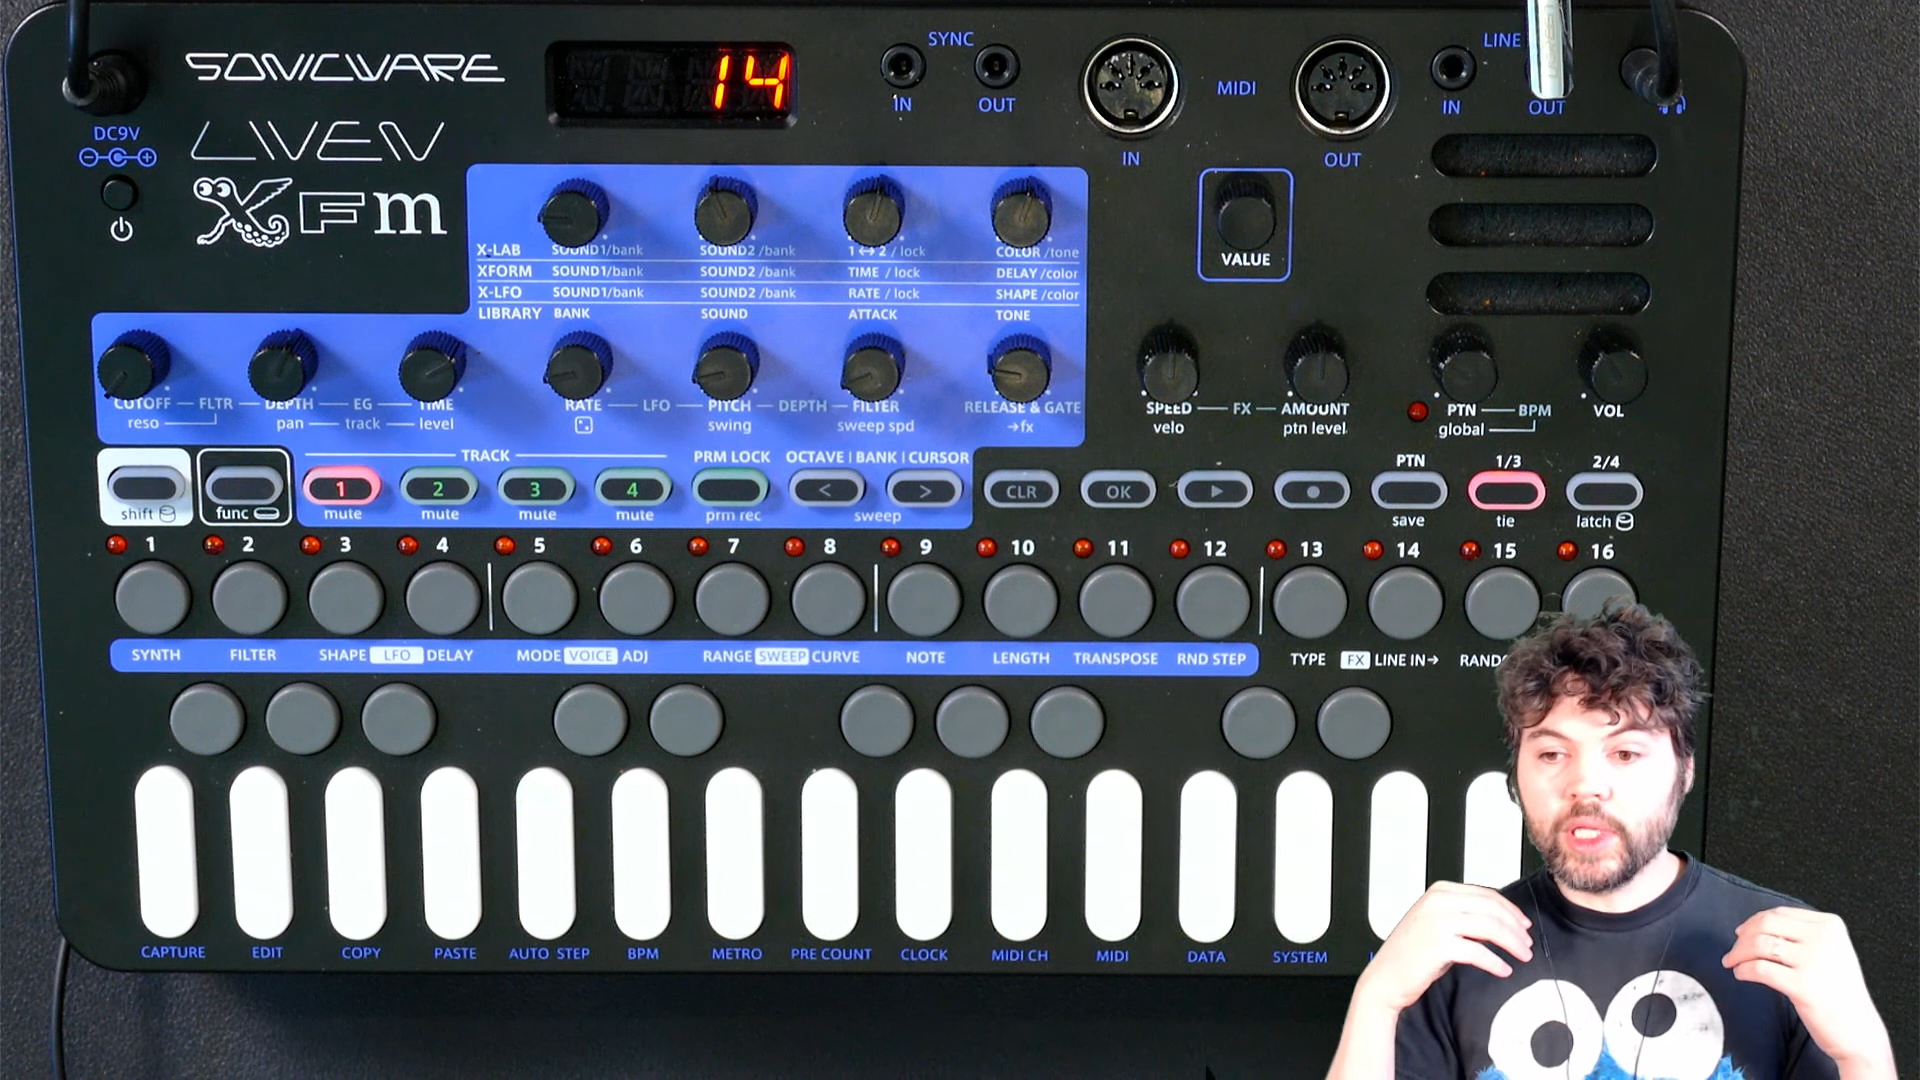 SONICWARE
14
SYNC
IN OUT
MIDI
IN OUT
LINE
IN OUT
DC9V
LIVEN
XFm
X-LAB SOUND1/bank SOUND2/bank 1↔2 / lock COLOR/tone
XFORM SOUND1/bank SOUND2/bank TIME / lock DELAY/color
X-LFO SOUND1/bank SOUND2/bank RATE / lock SHAPE/color
LIBRARY BANK SOUND ATTACK TONE
VALUE
CUTOFF — FLTR — DEPTH — EG — TIME RATE — LFO — PITCH — DEPTH — FILTER RELEASE & GATE
reso pan — track — level swing sweep spd →fx
SPEED — FX — AMOUNT PTN — BPM VOL
velo ptn level global
TRACK PRM LOCK OCTAVE | BANK | CURSOR PTN 1/3 2/4
1 2 3 4 < > CLR OK
shift func mute mute mute mute prm rec sweep save tie latch
1 2 3 4 5 6 7 8 9 10 11 12 13 14 15 16
SYNTH FILTER SHAPE LFO DELAY MODE VOICE ADJ RANGE SWEEP CURVE NOTE LENGTH TRANSPOSE RND STEP TYPE FX LINE IN→
CAPTURE EDIT COPY PASTE AUTO STEP BPM METRO PRE COUNT CLOCK MIDI CH MIDI DATA SYSTEM